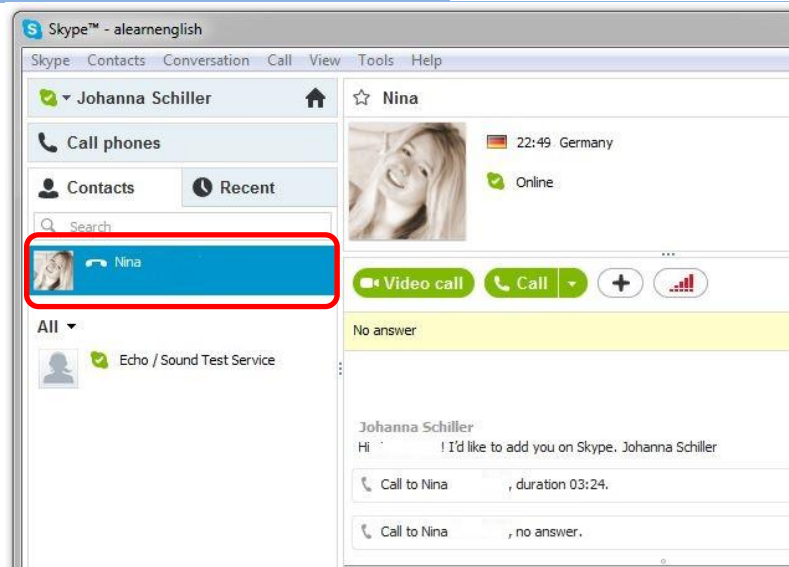 Skype™ - alearnenglish
Skype Contacts Conversation Call View Tools Help
Johanna Schiller
Call phones
Contacts Recent
Search
Nina
All
Echo / Sound Test Service
Nina
22:49 Germany
Online
Video call Call
No answer
Johanna Schiller
Hi ! I'd like to add you on Skype. Johanna Schiller
Call to Nina , duration 03:24.
Call to Nina , no answer.